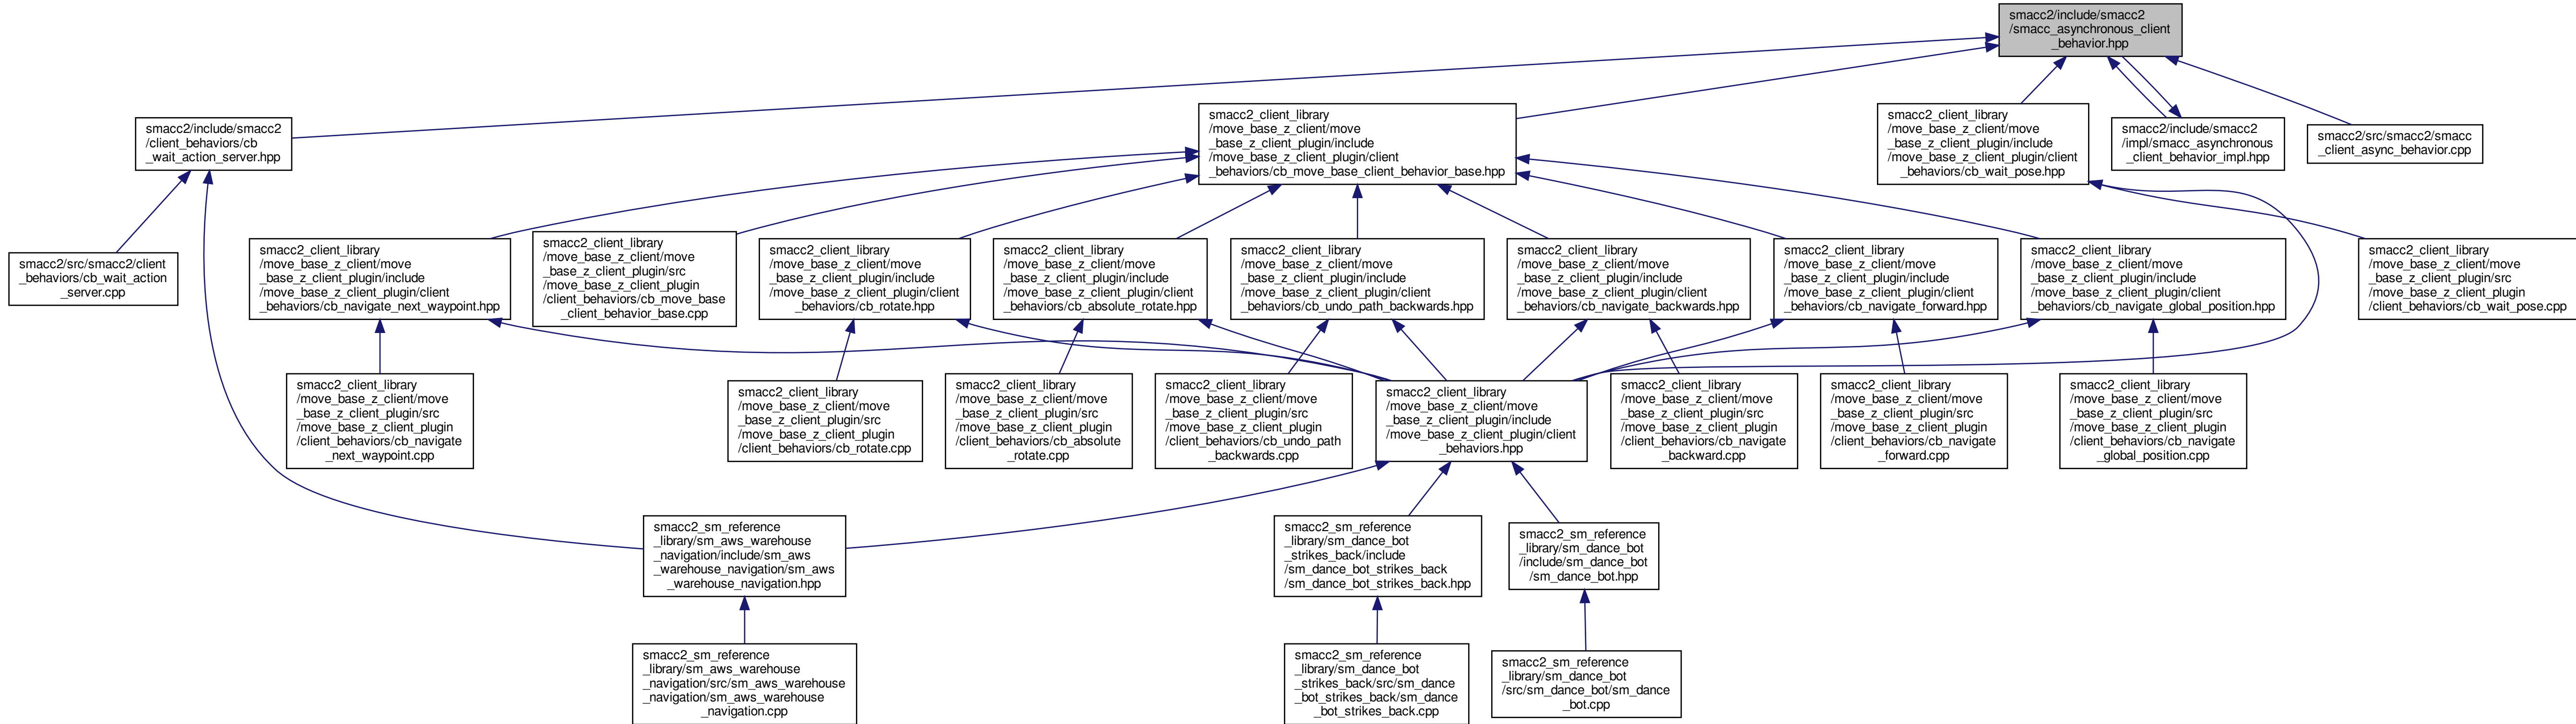 smacc2/include/smacc2
/smacc_asynchronous_client
_behavior.hpp
smacc2/include/smacc2
/client_behaviors/cb
_wait_action_server.hpp
smacc2_client_library
/move_base_z_client/move
_base_z_client_plugin/include
/move_base_z_client_plugin/client
_behaviors/cb_move_base_client_behavior_base.hpp
smacc2_client_library
/move_base_z_client/move
_base_z_client_plugin/include
/move_base_z_client_plugin/client
_behaviors/cb_wait_pose.hpp
smacc2/include/smacc2
/impl/smacc_asynchronous
_client_behavior_impl.hpp
smacc2/src/smacc2/smacc
_client_async_behavior.cpp
smacc2/src/smacc2/client
_behaviors/cb_wait_action
_server.cpp
smacc2_client_library
/move_base_z_client/move
_base_z_client_plugin/include
/move_base_z_client_plugin/client
_behaviors/cb_navigate_next_waypoint.hpp
smacc2_client_library
/move_base_z_client/move
_base_z_client_plugin/src
/move_base_z_client_plugin
/client_behaviors/cb_move_base
_client_behavior_base.cpp
smacc2_client_library
/move_base_z_client/move
_base_z_client_plugin/include
/move_base_z_client_plugin/client
_behaviors/cb_rotate.hpp
smacc2_client_library
/move_base_z_client/move
_base_z_client_plugin/include
/move_base_z_client_plugin/client
_behaviors/cb_absolute_rotate.hpp
smacc2_client_library
/move_base_z_client/move
_base_z_client_plugin/include
/move_base_z_client_plugin/client
_behaviors/cb_undo_path_backwards.hpp
smacc2_client_library
/move_base_z_client/move
_base_z_client_plugin/include
/move_base_z_client_plugin/client
_behaviors/cb_navigate_backwards.hpp
smacc2_client_library
/move_base_z_client/move
_base_z_client_plugin/include
/move_base_z_client_plugin/client
_behaviors/cb_navigate_forward.hpp
smacc2_client_library
/move_base_z_client/move
_base_z_client_plugin/include
/move_base_z_client_plugin/client
_behaviors/cb_navigate_global_position.hpp
smacc2_client_library
/move_base_z_client/move
_base_z_client_plugin/src
/move_base_z_client_plugin
/client_behaviors/cb_wait_pose.cpp
smacc2_client_library
/move_base_z_client/move
_base_z_client_plugin/src
/move_base_z_client_plugin
/client_behaviors/cb_navigate
_next_waypoint.cpp
smacc2_client_library
/move_base_z_client/move
_base_z_client_plugin/src
/move_base_z_client_plugin
/client_behaviors/cb_rotate.cpp
smacc2_client_library
/move_base_z_client/move
_base_z_client_plugin/src
/move_base_z_client_plugin
/client_behaviors/cb_absolute
_rotate.cpp
smacc2_client_library
/move_base_z_client/move
_base_z_client_plugin/src
/move_base_z_client_plugin
/client_behaviors/cb_undo_path
_backwards.cpp
smacc2_client_library
/move_base_z_client/move
_base_z_client_plugin/include
/move_base_z_client_plugin/client
_behaviors.hpp
smacc2_client_library
/move_base_z_client/move
_base_z_client_plugin/src
/move_base_z_client_plugin
/client_behaviors/cb_navigate
_backward.cpp
smacc2_client_library
/move_base_z_client/move
_base_z_client_plugin/src
/move_base_z_client_plugin
/client_behaviors/cb_navigate
_forward.cpp
smacc2_client_library
/move_base_z_client/move
_base_z_client_plugin/src
/move_base_z_client_plugin
/client_behaviors/cb_navigate
_global_position.cpp
smacc2_sm_reference
_library/sm_aws_warehouse
_navigation/include/sm_aws
_warehouse_navigation/sm_aws
_warehouse_navigation.hpp
smacc2_sm_reference
_library/sm_dance_bot
_strikes_back/include
/sm_dance_bot_strikes_back
/sm_dance_bot_strikes_back.hpp
smacc2_sm_reference
_library/sm_dance_bot
/include/sm_dance_bot
/sm_dance_bot.hpp
smacc2_sm_reference
_library/sm_aws_warehouse
_navigation/src/sm_aws_warehouse
_navigation/sm_aws_warehouse
_navigation.cpp
smacc2_sm_reference
_library/sm_dance_bot
_strikes_back/src/sm_dance
_bot_strikes_back/sm_dance
_bot_strikes_back.cpp
smacc2_sm_reference
_library/sm_dance_bot
/src/sm_dance_bot/sm_dance
_bot.cpp